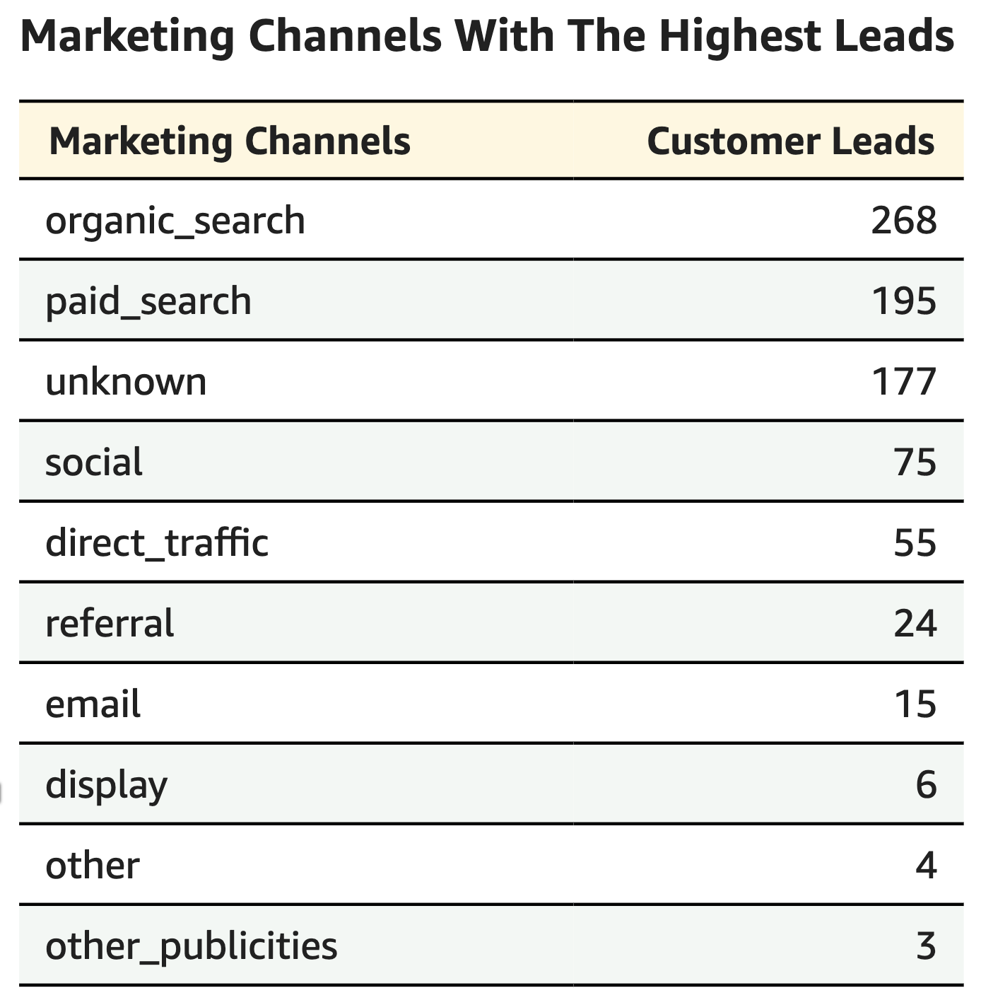 Marketing Channels With The Highest Leads
Marketing Channels Customer Leads
organic_search 268
paid_search 195
unknown 177
social 75
direct_traffic 55
referral 24
email 15
display 6
other 4
other_publicities 3